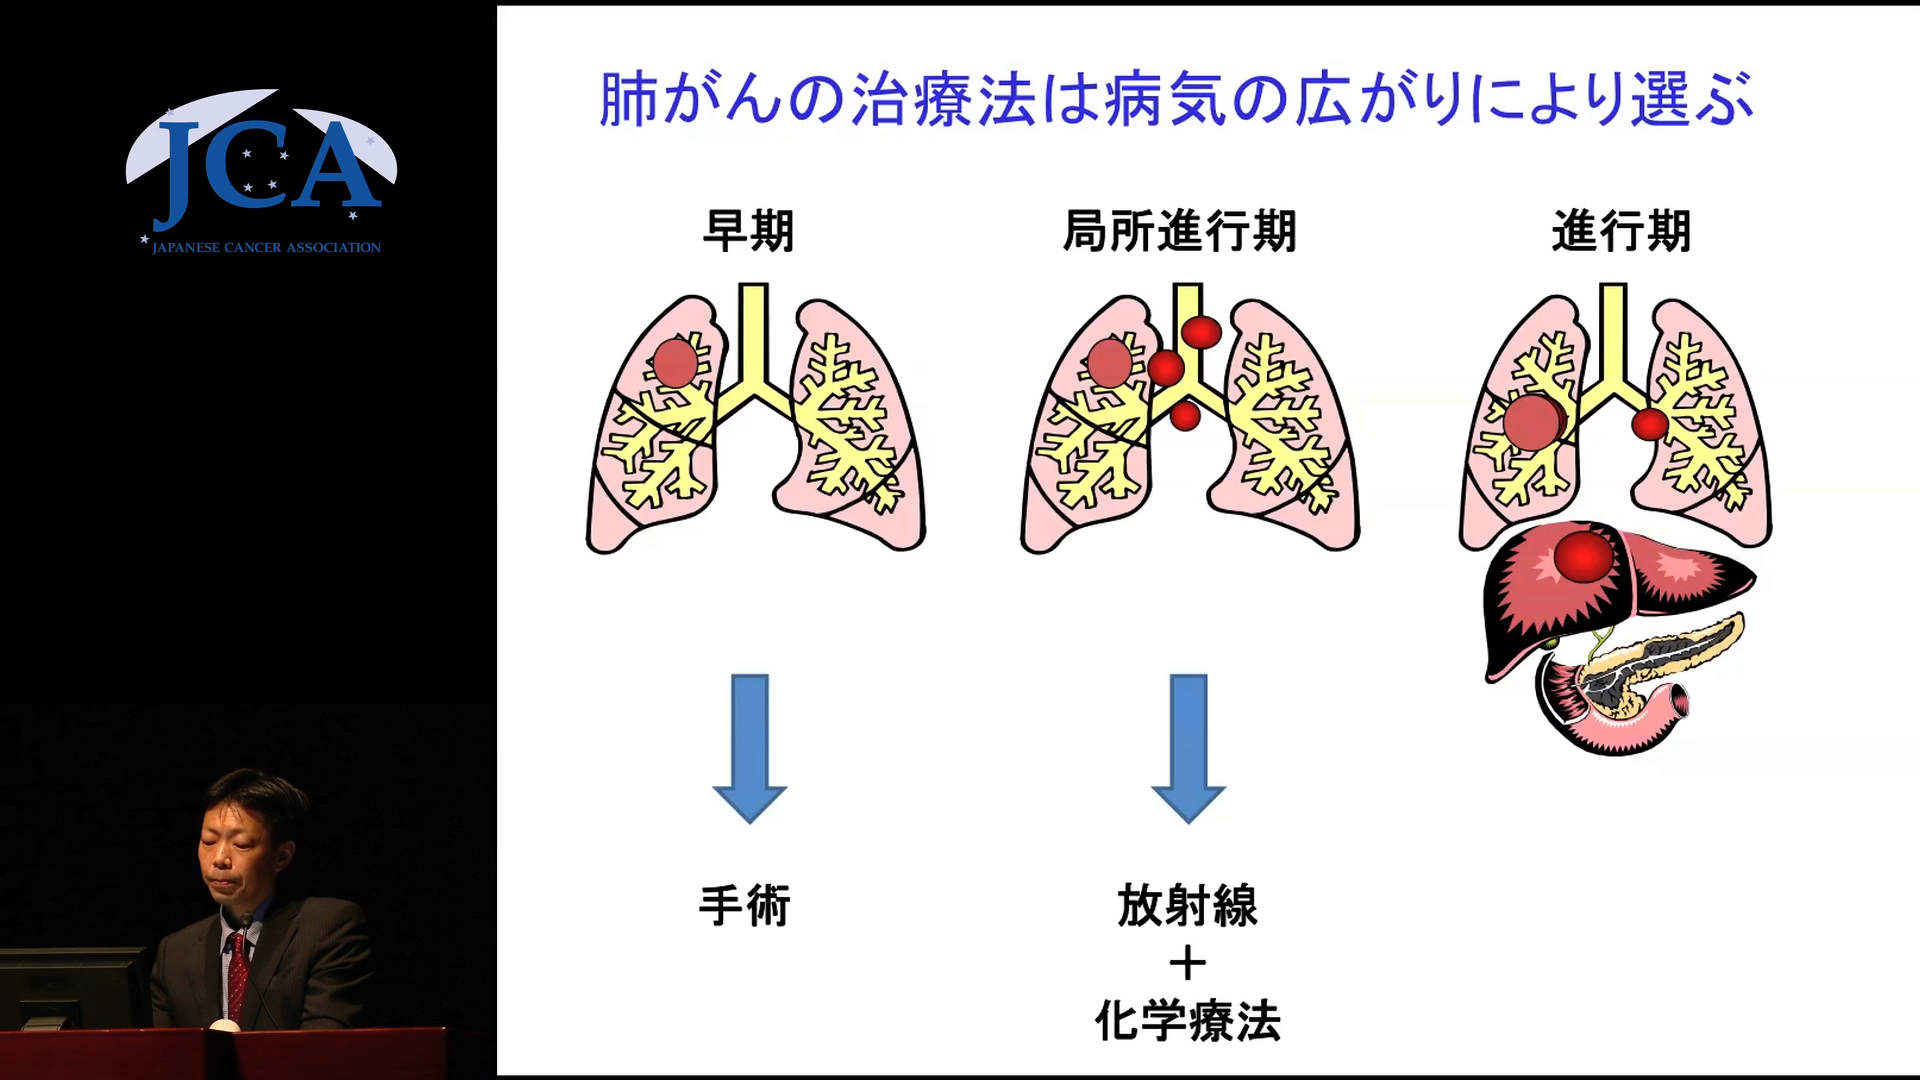 JCA
JAPANESE CANCER ASSOCIATION
肺がんの治療法は病気の広がりにより選ぶ
早期
局所進行期
進行期
手術
放射線
＋
化学療法